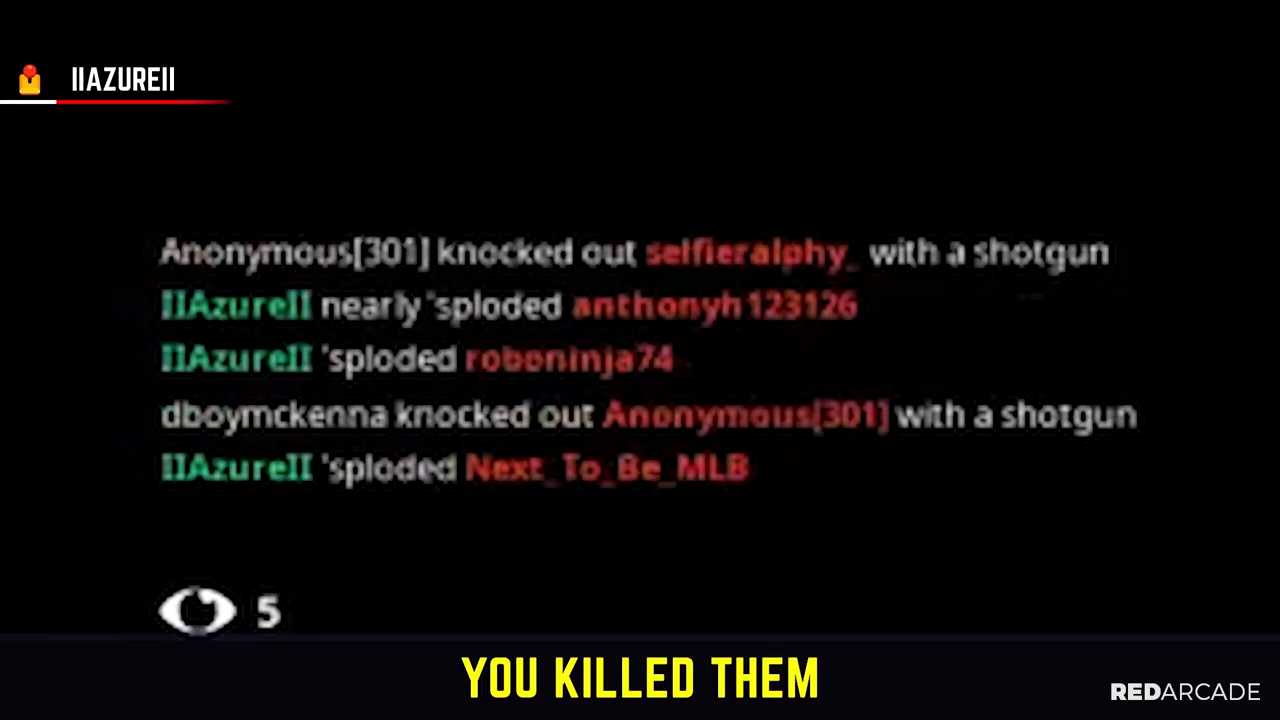 IIAZUREII
Anonymous[301] knocked out selfieralphy_ with a shotgun
IIAzureII nearly 'sploded anthonyh123126
IIAzureII 'sploded roboninja74
dboymckenna knocked out Anonymous[301] with a shotgun
IIAzureII 'sploded Next_To_Be_MLB
5
YOU KILLED THEM
REDARCADE